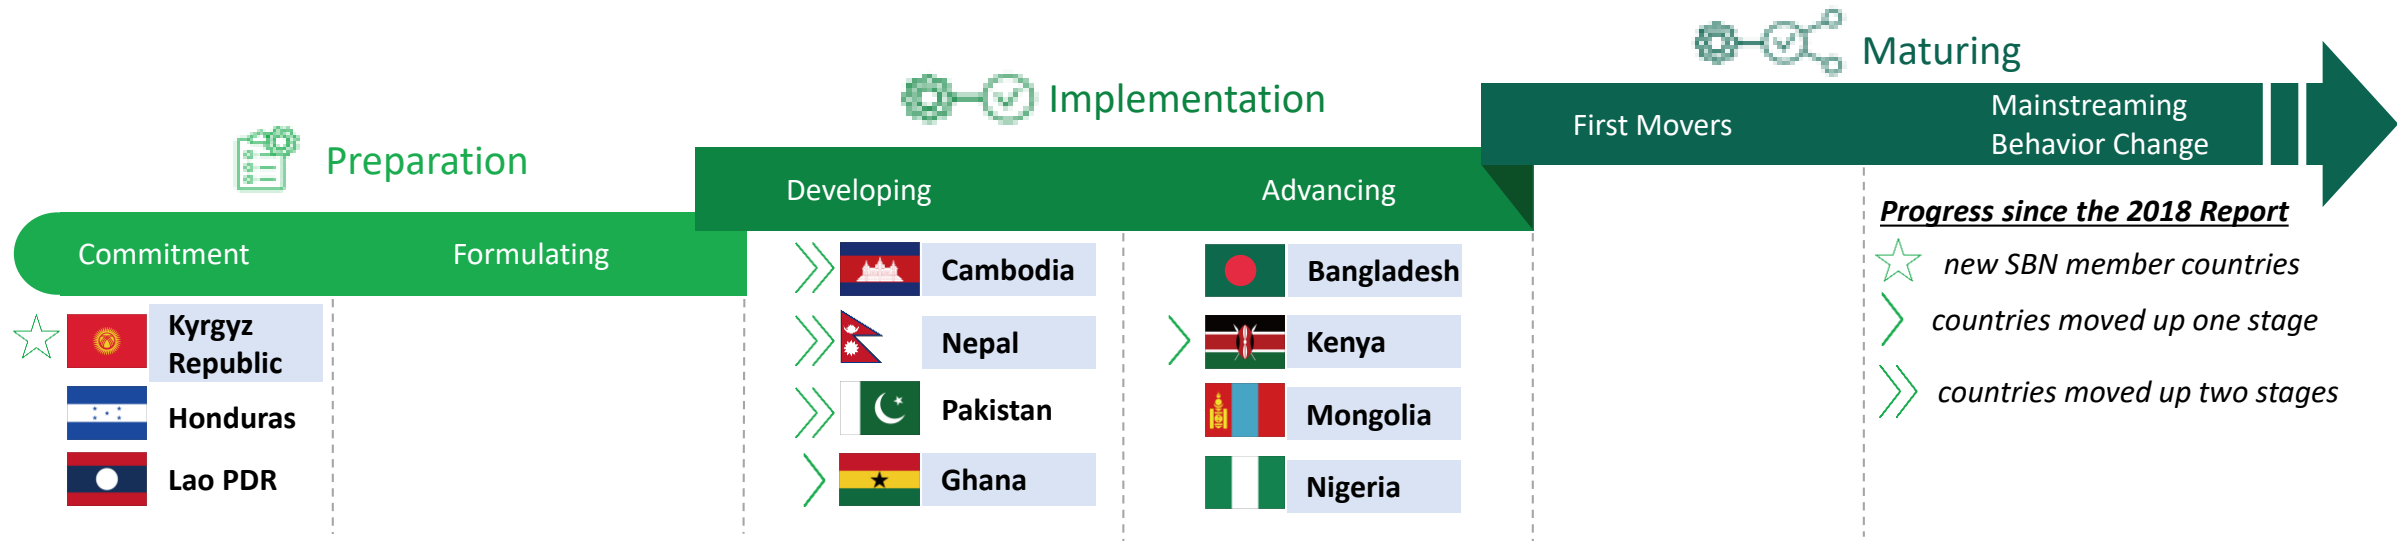 Maturing
Implementation
Preparation
First Movers
Mainstreaming
Behavior Change
Developing
Advancing
Commitment
Formulating
Progress since the 2018 Report
new SBN member countries
countries moved up one stage
countries moved up two stages
Kyrgyz
Republic
Honduras
Lao PDR
Cambodia
Nepal
Pakistan
Ghana
Bangladesh
Kenya
Mongolia
Nigeria